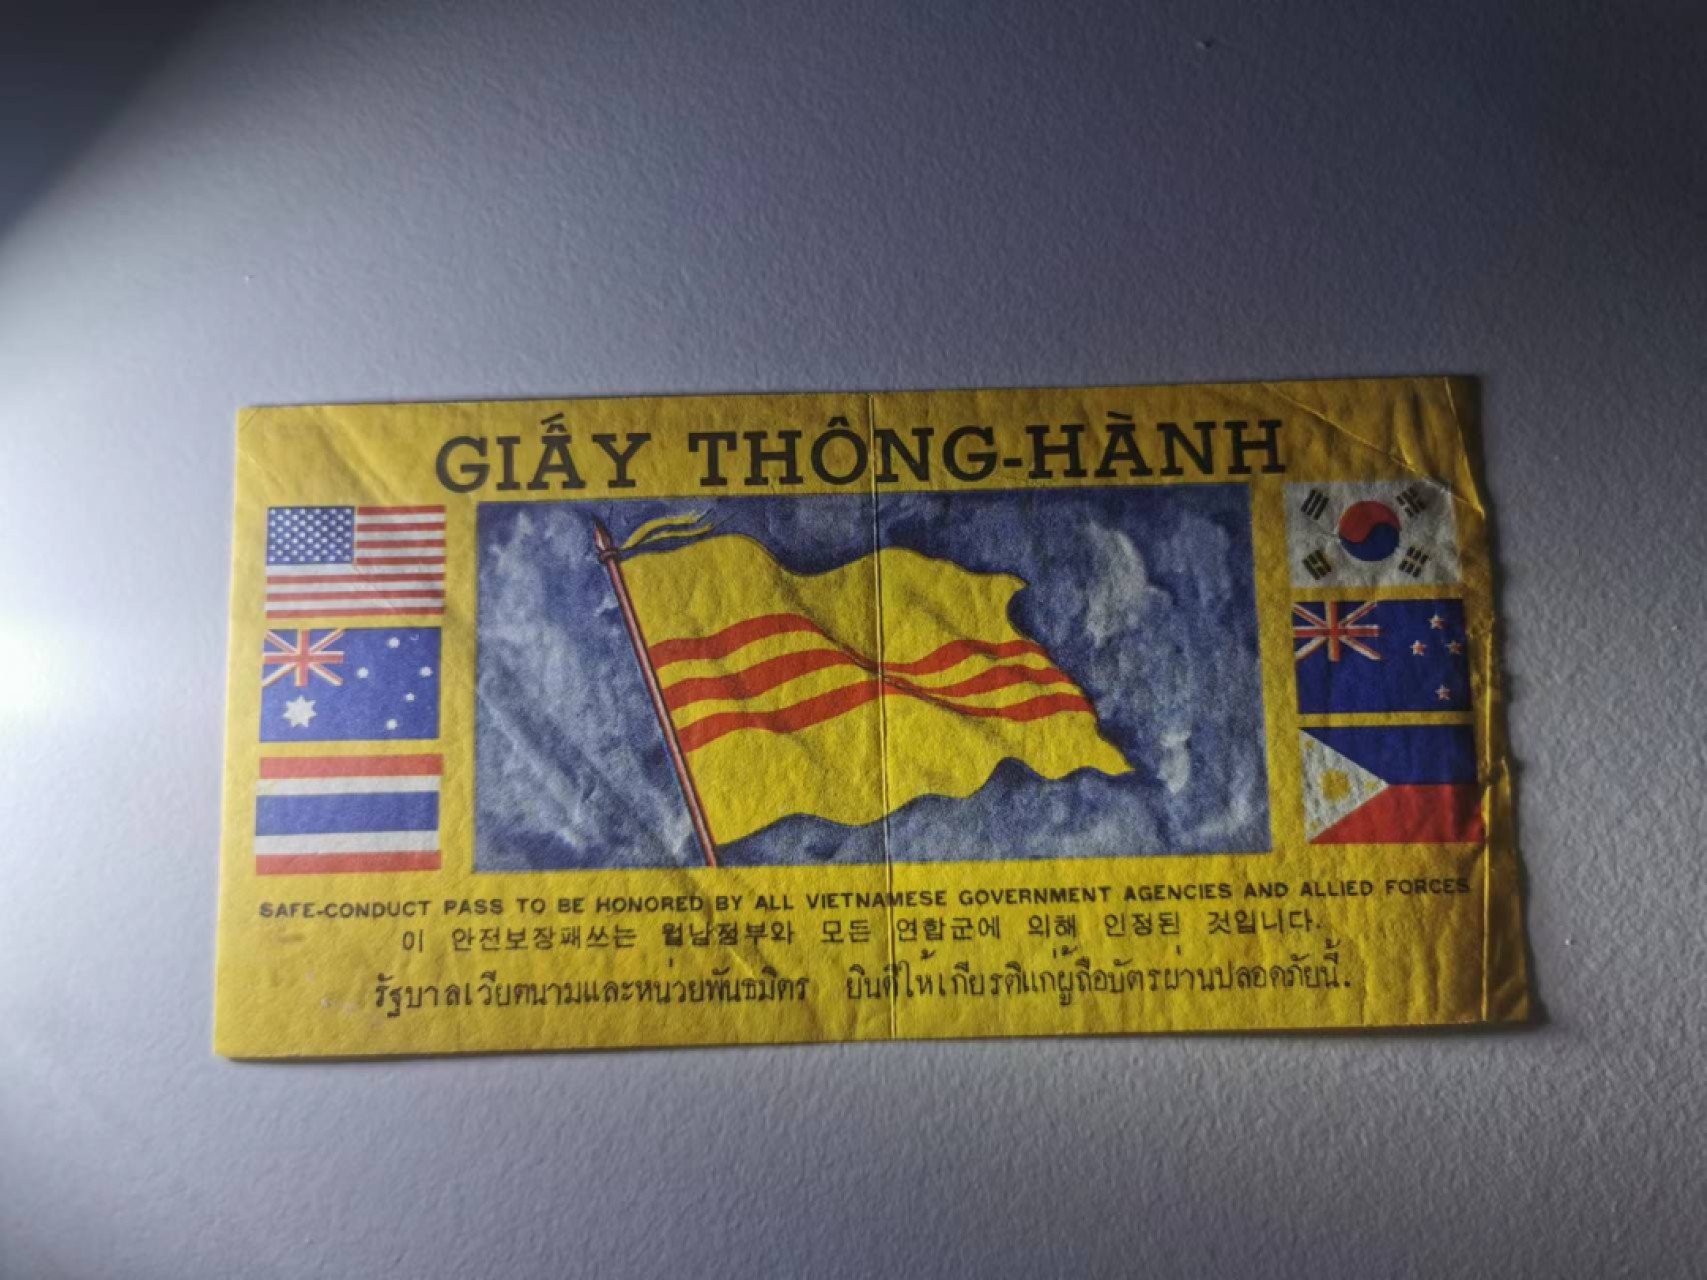 GIẤY THÔNG-HÀNH
SAFE-CONDUCT PASS TO BE HONORED BY ALL VIETNAMESE GOVERNMENT AGENCIES AND ALLIED FORCES
이 안전보장패쓰는 월남정부와 모든 연합군에 의해 인정된 것입니다.
รัฐบาลเวียตนามและหน่วยพันธมิตร ยินดีให้เกียรติแก่ผู้ถือบัตรผ่านปลอดภัยนี้.